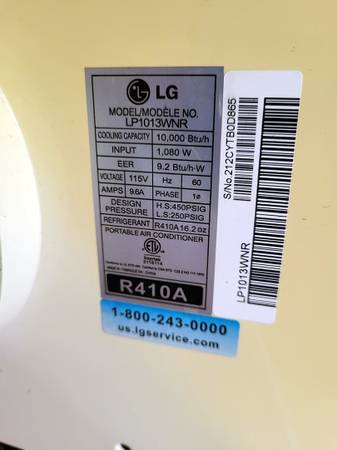 LG
MODEL/MODÈLE NO.
LP1013WNR
COOLING CAPACITY 10,000 Btu/h
INPUT 1,080 W
EER 9.2 Btu/h·W
VOLTAGE 115V Hz 60
AMPS 9.6A PHASE 1ø
DESIGN PRESSURE H.S:450PSIG
L.S:250PSIG
REFRIGERANT R410A 16.2 oz
PORTABLE AIR CONDITIONER
Intertek
R410A
1-800-243-0000
us.lgservice.com
S/No.212CYTB0D865
LP1013WNR